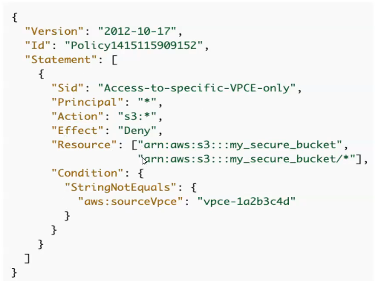 {
  "Version": "2012-10-17",
  "Id": "Policy1415115909152",
  "Statement": [
    {
      "Sid": "Access-to-specific-VPCE-only",
      "Principal": "*",
      "Action": "s3:*",
      "Effect": "Deny",
      "Resource": ["arn:aws:s3:::my_secure_bucket",
                   "arn:aws:s3:::my_secure_bucket/*"],
      "Condition": {
        "StringNotEquals": {
          "aws:sourceVpce": "vpce-1a2b3c4d"
        }
      }
    }
  ]
}